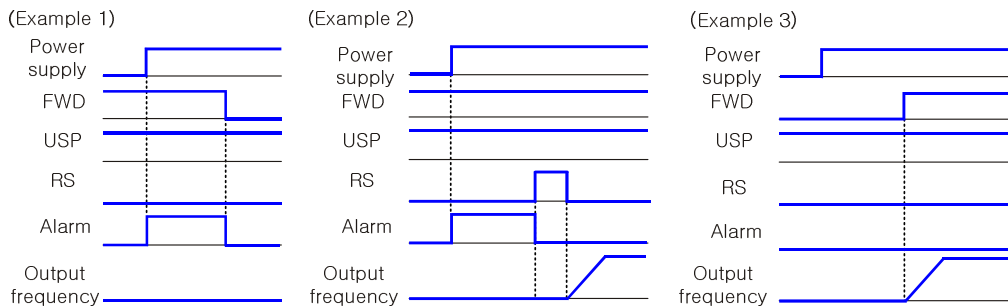 (Example 1)
Power
supply
FWD
USP
RS
Alarm
Output
frequency
(Example 2)
Power
supply
FWD
USP
RS
Alarm
Output
frequency
(Example 3)
Power
supply
FWD
USP
RS
Alarm
Output
frequency